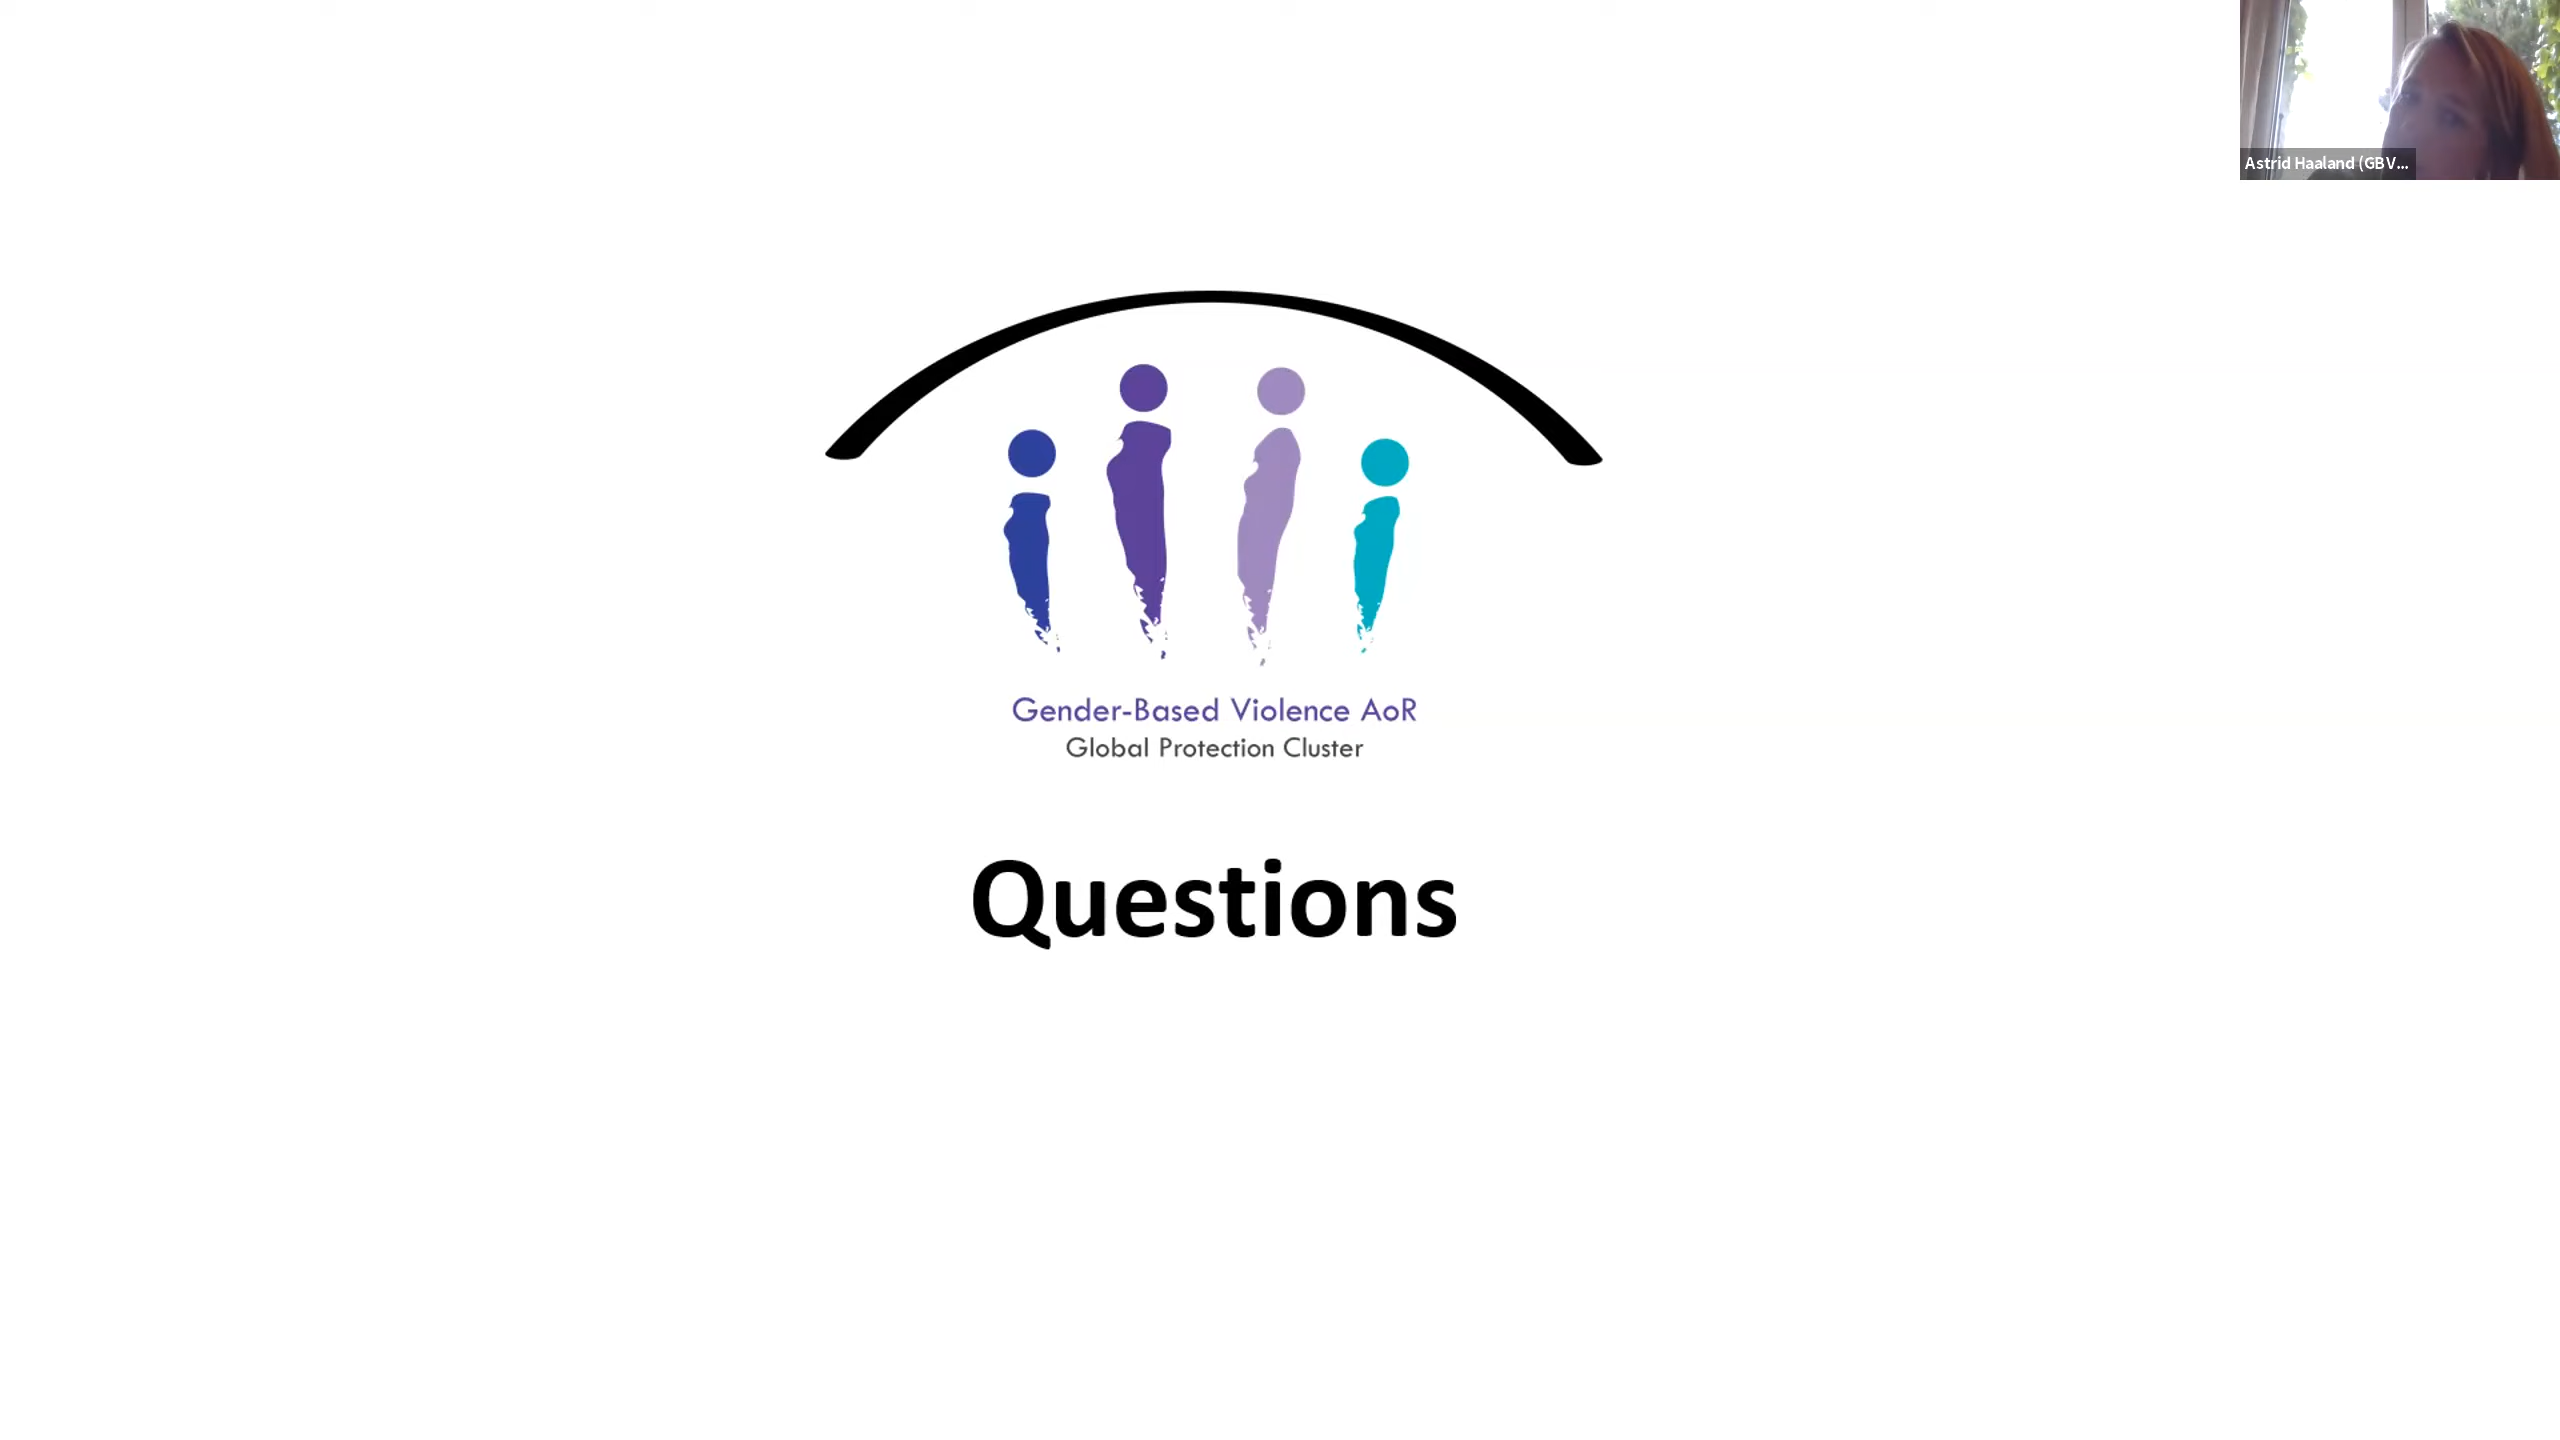 Astrid Haaland (GBV...
Gender-Based Violence AoR
Global Protection Cluster
Questions